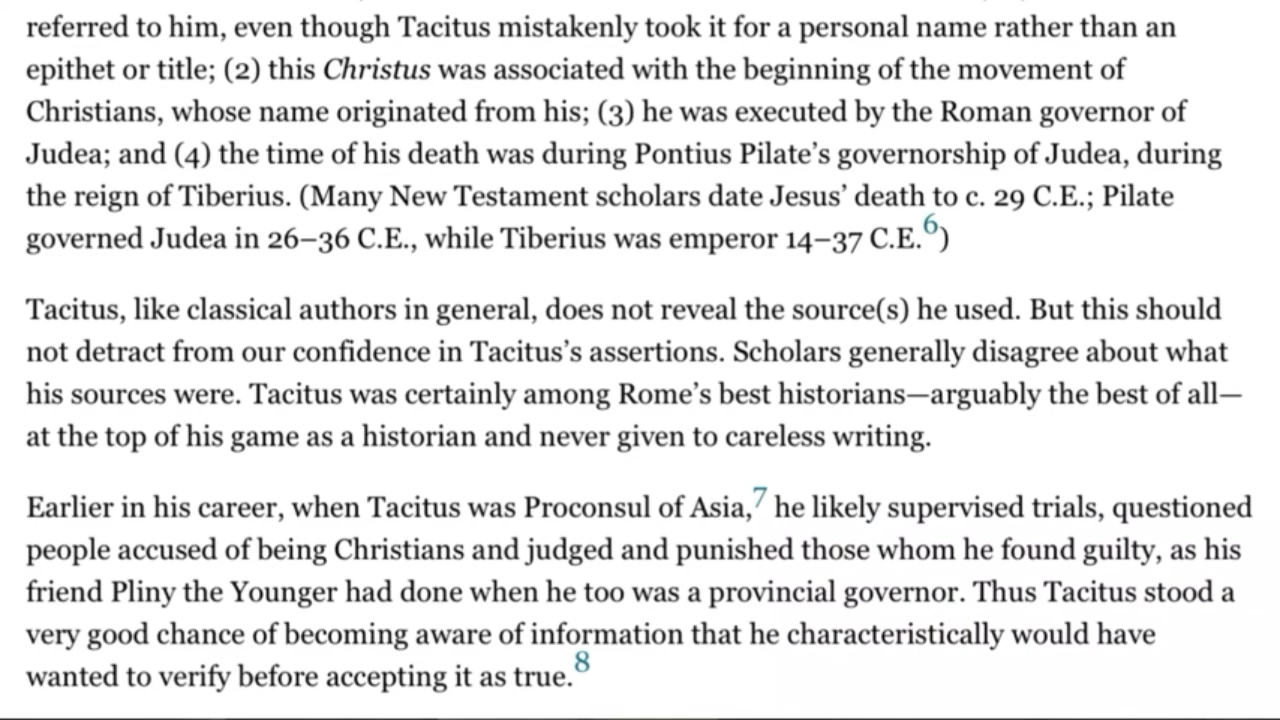 referred to him, even though Tacitus mistakenly took it for a personal name rather than an
epithet or title; (2) this Christus was associated with the beginning of the movement of
Christians, whose name originated from his; (3) he was executed by the Roman governor of
Judea; and (4) the time of his death was during Pontius Pilate’s governorship of Judea, during
the reign of Tiberius. (Many New Testament scholars date Jesus’ death to c. 29 C.E.; Pilate
governed Judea in 26–36 C.E., while Tiberius was emperor 14–37 C.E.6)
Tacitus, like classical authors in general, does not reveal the source(s) he used. But this should
not detract from our confidence in Tacitus’s assertions. Scholars generally disagree about what
his sources were. Tacitus was certainly among Rome’s best historians—arguably the best of all—
at the top of his game as a historian and never given to careless writing.
Earlier in his career, when Tacitus was Proconsul of Asia,7 he likely supervised trials, questioned
people accused of being Christians and judged and punished those whom he found guilty, as his
friend Pliny the Younger had done when he too was a provincial governor. Thus Tacitus stood a
very good chance of becoming aware of information that he characteristically would have
wanted to verify before accepting it as true.8